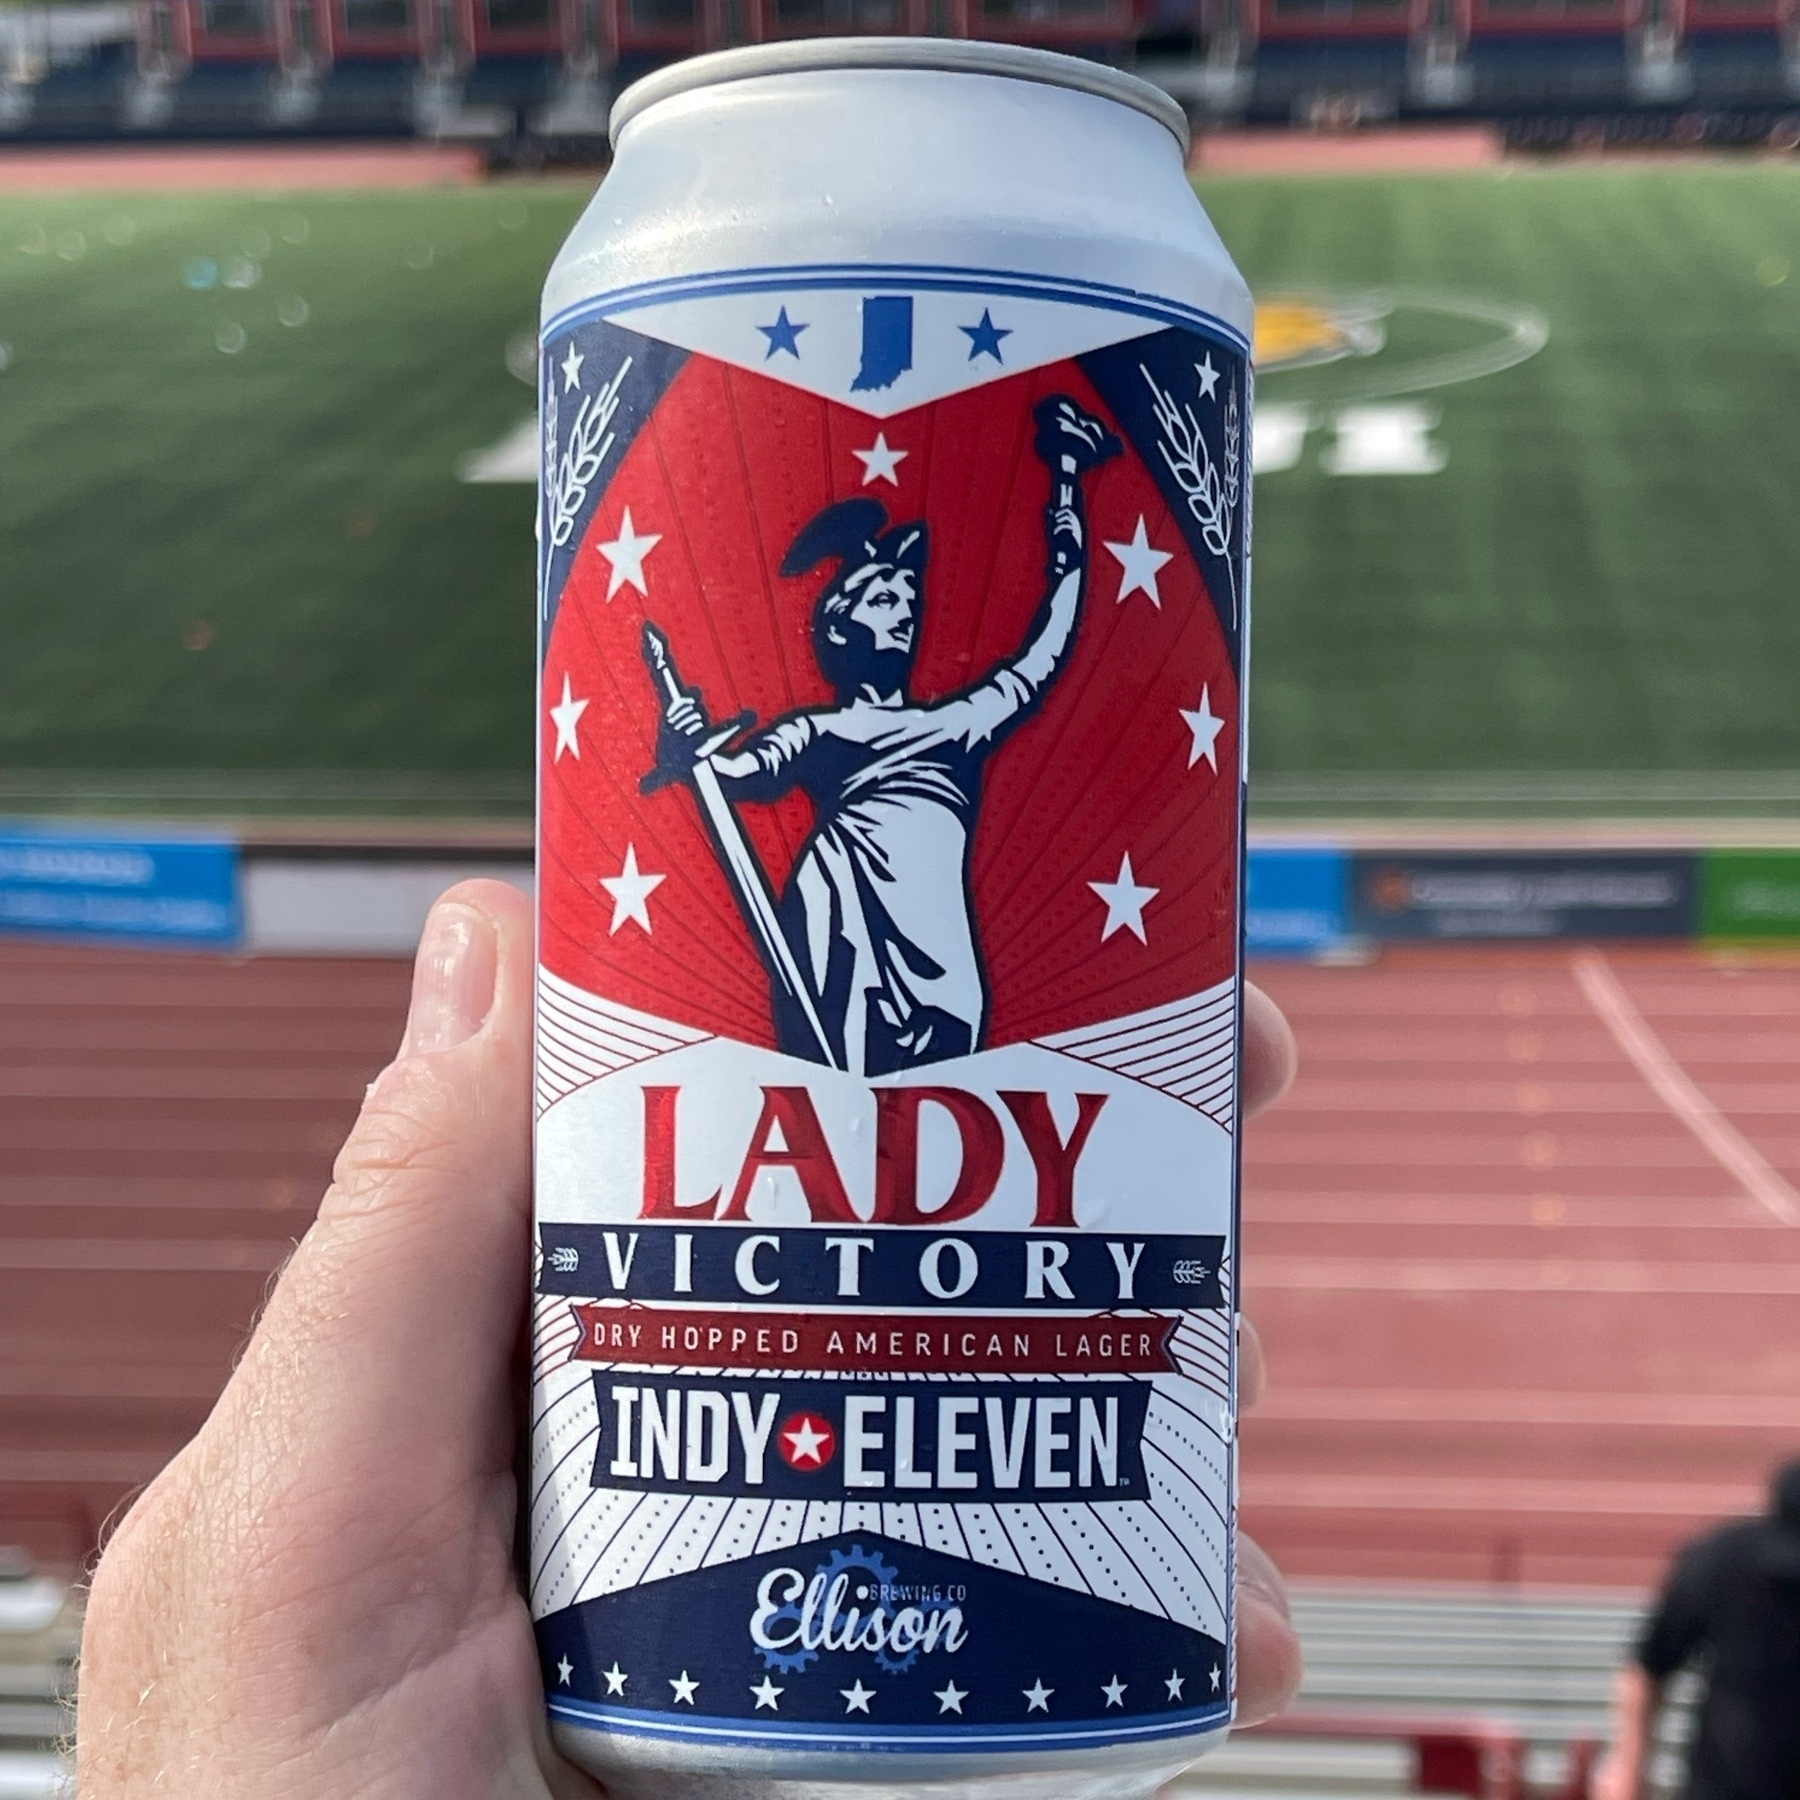 LADY
VICTORY
DRY HOPPED AMERICAN LAGER
INDY ELEVEN
BREWING CO
Ellison